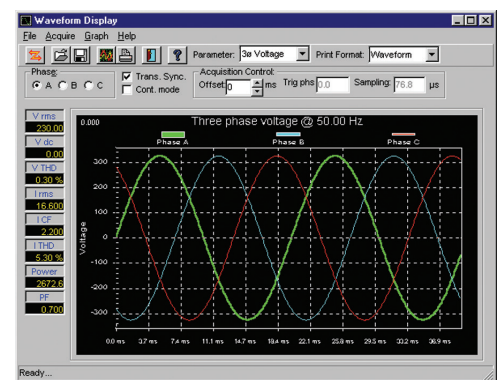 Waveform Display
File Acquire Graph Help
Parameter: 3ø Voltage Print Format: Waveform
Phase: A B C
Trans. Sync.
Cont. mode
Acquisition Control:
Offset 0 ms Trig phs 0.0 Sampling: 76.8 µs
V rms
230.00
V dc
0.00
V THD
0.30 %
I rms
16.600
I CF
2.200
I THD
5.30 %
Power
2672.6
PF
0.700
0.000 Three phase voltage @ 50.00 Hz
Phase A Phase B Phase C
Voltage
300
200
100
0
-100
-200
-300
0.0 ms 3.7 ms 7.4 ms 11.1 ms 14.7 ms 18.4 ms 22.1 ms 25.8 ms 29.5 ms 33.2 ms 36.9 ms
Ready...